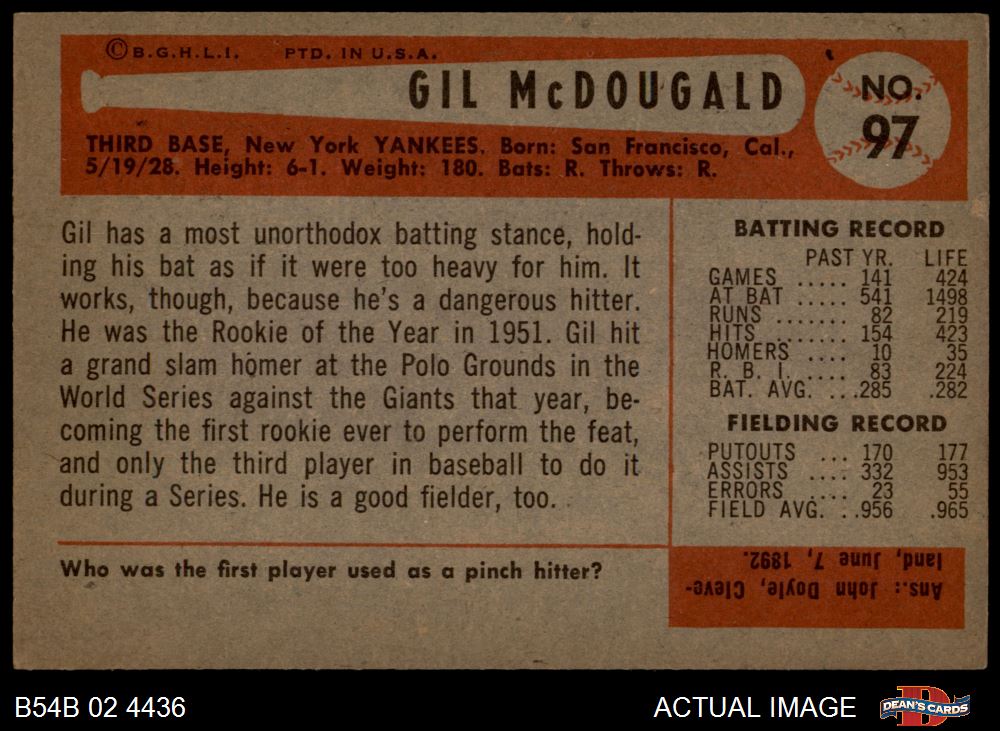 © B.G.H.L.I. PTD. IN U.S.A.
GIL McDOUGALD
NO.
97
THIRD BASE, New York YANKEES. Born: San Francisco, Cal.,
5/19/28. Height: 6-1. Weight: 180. Bats: R. Throws: R.
Gil has a most unorthodox batting stance, hold-
ing his bat as if it were too heavy for him. It
works, though, because he's a dangerous hitter.
He was the Rookie of the Year in 1951. Gil hit
a grand slam homer at the Polo Grounds in the
World Series against the Giants that year, be-
coming the first rookie ever to perform the feat,
and only the third player in baseball to do it
during a Series. He is a good fielder, too.
Who was the first player used as a pinch hitter?
BATTING RECORD
PAST YR. LIFE
GAMES ..... 141 424
AT BAT ..... 541 1498
RUNS ....... 82 219
HITS ....... 154 423
HOMERS .... 10 35
R. B. I. .... 83 224
BAT. AVG. ...285 .282
FIELDING RECORD
PUTOUTS ... 170 177
ASSISTS .... 332 953
ERRORS .... 23 55
FIELD AVG. ..956 .965
Ans.: John Doyle, Cleve-
land, June 7, 1892.
B54B 02 4436
ACTUAL IMAGE
D
DEAN'S CARDS